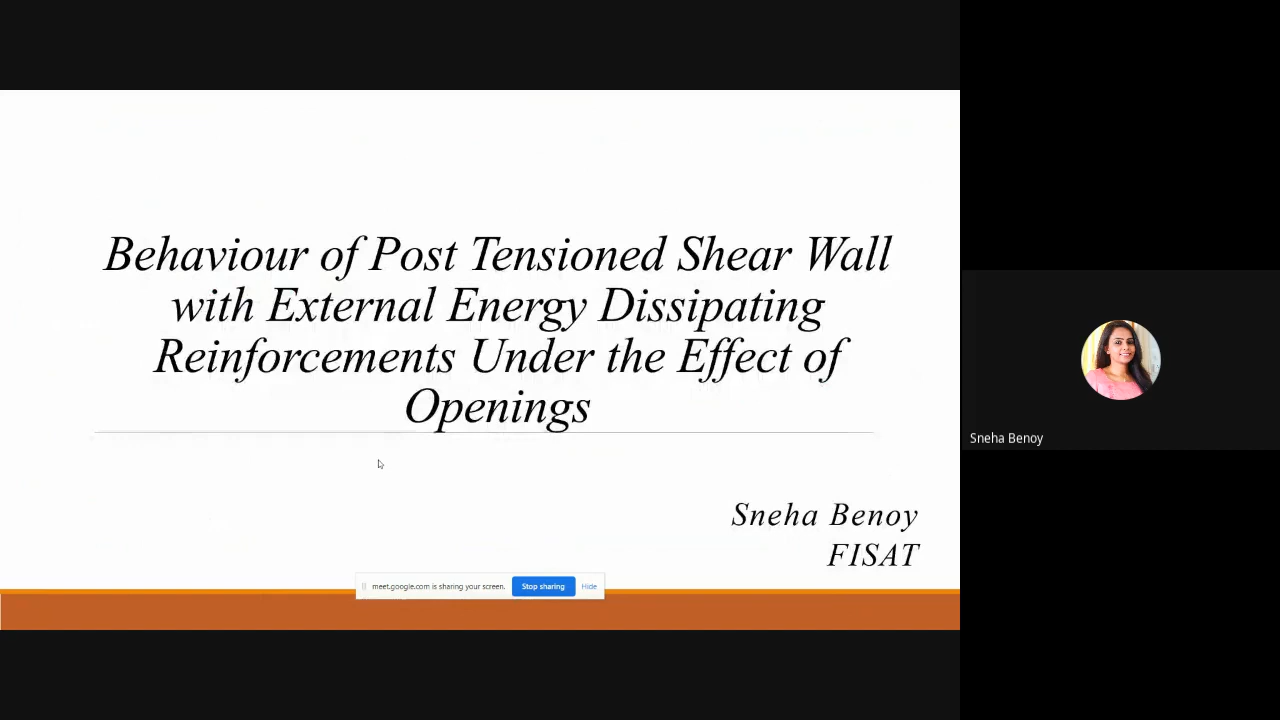 Behaviour of Post Tensioned Shear Wall
with External Energy Dissipating
Reinforcements Under the Effect of
Openings
Sneha Benoy
FISAT
meet.google.com is sharing your screen. Stop sharing Hide
Sneha Benoy